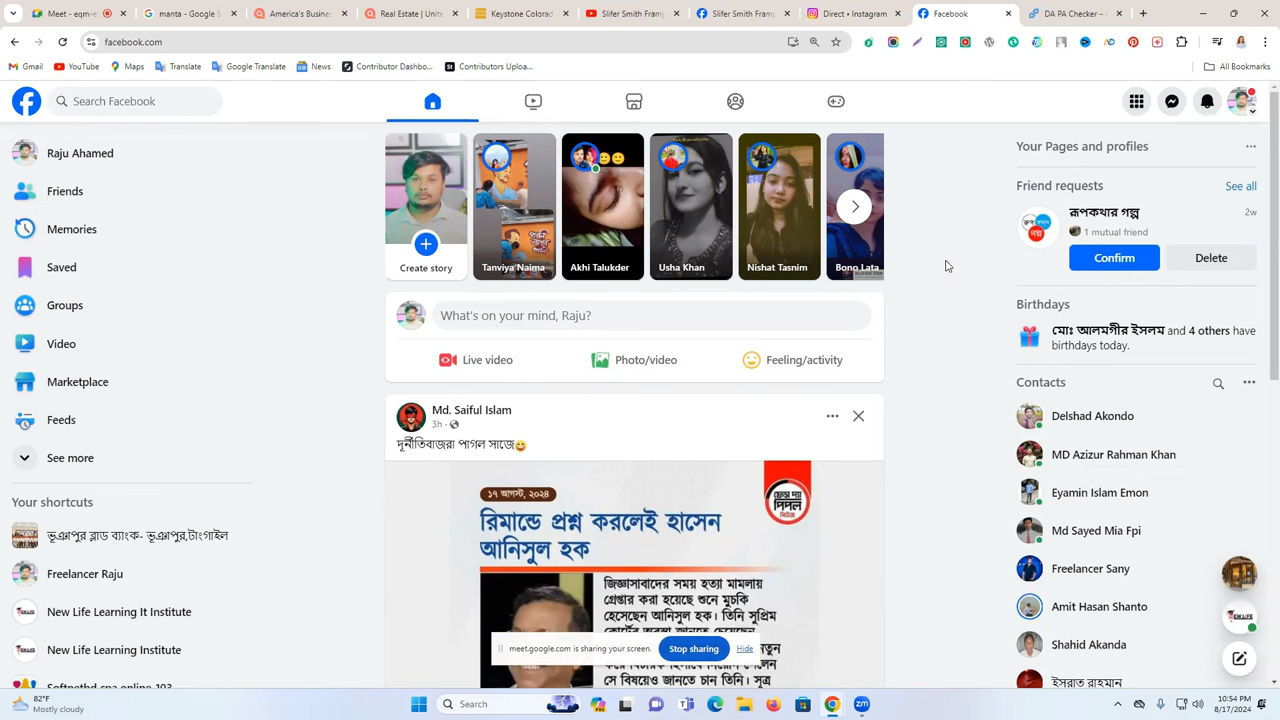 Meet - eqm-
manta - Google S
America's Numbe
Real Estate | Unite
Keystone Colorado
Slifer Smith Framp
Slifer Smith Framp
Direct • Instagram
Facebook
DA PA Checker -
facebook.com
Gmail
YouTube
Maps
Translate
Google Translate
News
Contributor Dashbo...
Contributors Uploa...
All Bookmarks
Search Facebook
Raju Ahamed
Friends
Memories
Saved
Groups
Video
Marketplace
Feeds
See more
Your shortcuts
ভূঞাপুর ব্লাড ব্যাংক- ভূঞাপুর,টাংগাইল
Freelancer Raju
New Life Learning It Institute
New Life Learning Institute
Create story
Tanviya Naima
Akhi Talukder
Usha Khan
Nishat Tasnim
Bono Lata
What's on your mind, Raju?
Live video
Photo/video
Feeling/activity
Md. Saiful Islam
3h ·
দূর্নীতিবাজরা পাগল সাজে😄
১৭ আগস্ট, ২০২৪
রিমান্ডে প্রশ্ন করলেই হাসেন
আনিসুল হক
জিজ্ঞাসাবাদের সময় হত্যা মামলায়
গ্রেপ্তার করা হয়েছে শুনে মুচকি
হেসেছেন আনিসুল হক। তিনি সুপ্রিম
সে বিষয়েও জানতে চান তিনি। সূত্র
meet.google.com is sharing your screen.
Stop sharing
Hide
Your Pages and profiles
Friend requests
See all
রূপকথার গল্প
2w
1 mutual friend
Confirm
Delete
Birthdays
মোঃ আলমগীর ইসলম and 4 others have
birthdays today.
Contacts
Delshad Akondo
MD Azizur Rahman Khan
Eyamin Islam Emon
Md Sayed Mia Fpi
Freelancer Sany
Amit Hasan Shanto
Shahid Akanda
ইসরাত রাহমান
82°F
Mostly cloudy
Search
10:54 PM
8/17/2024